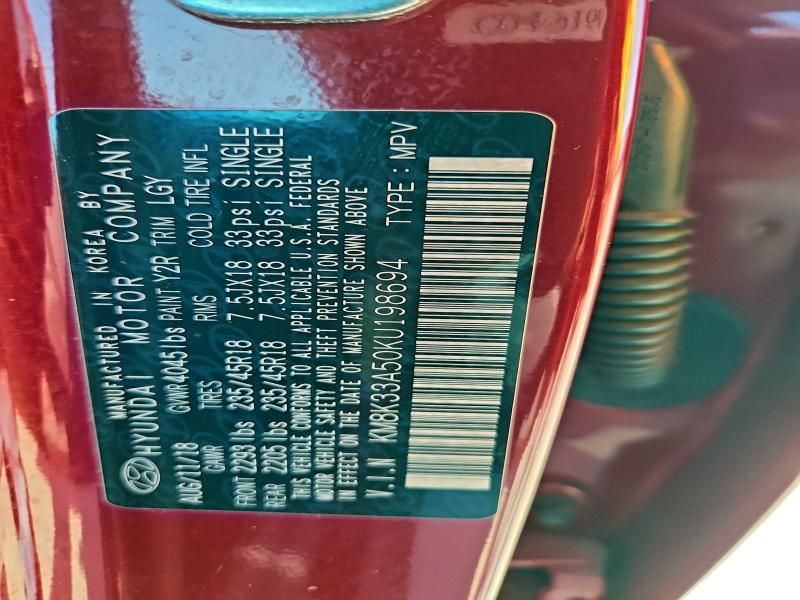 MANUFACTURED IN KOREA BY
HYUNDAI MOTOR COMPANY
AUG/11/18 GVWR 4045 lbs PAINT Y2R TRIM LGY
GAWR TIRES RMS COLD TIRE INFL
FRONT 2293 lbs 235/45R18 7.5JX18 33psi SINGLE
REAR 2205 lbs 235/45R18 7.5JX18 33psi SINGLE
THIS VEHICLE CONFORMS TO ALL APPLICABLE U.S.A. FEDERAL
MOTOR VEHICLE SAFETY AND THEFT PREVENTION STANDARDS
IN EFFECT ON THE DATE OF MANUFACTURE SHOWN ABOVE
V.I.N KM8K33A50KU198694 TYPE : MPV